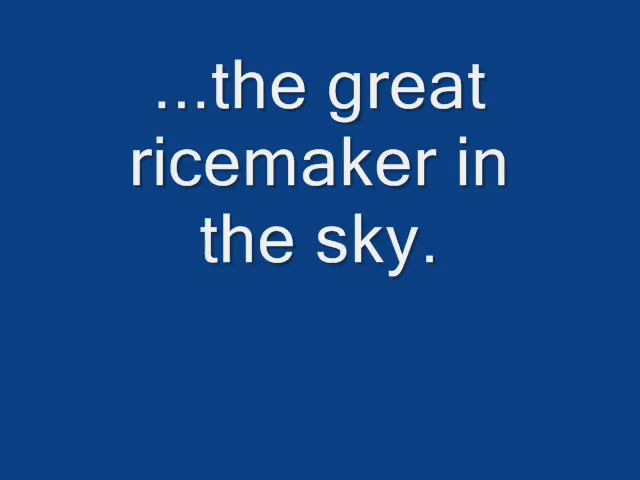 ...the great
ricemaker in
the sky.